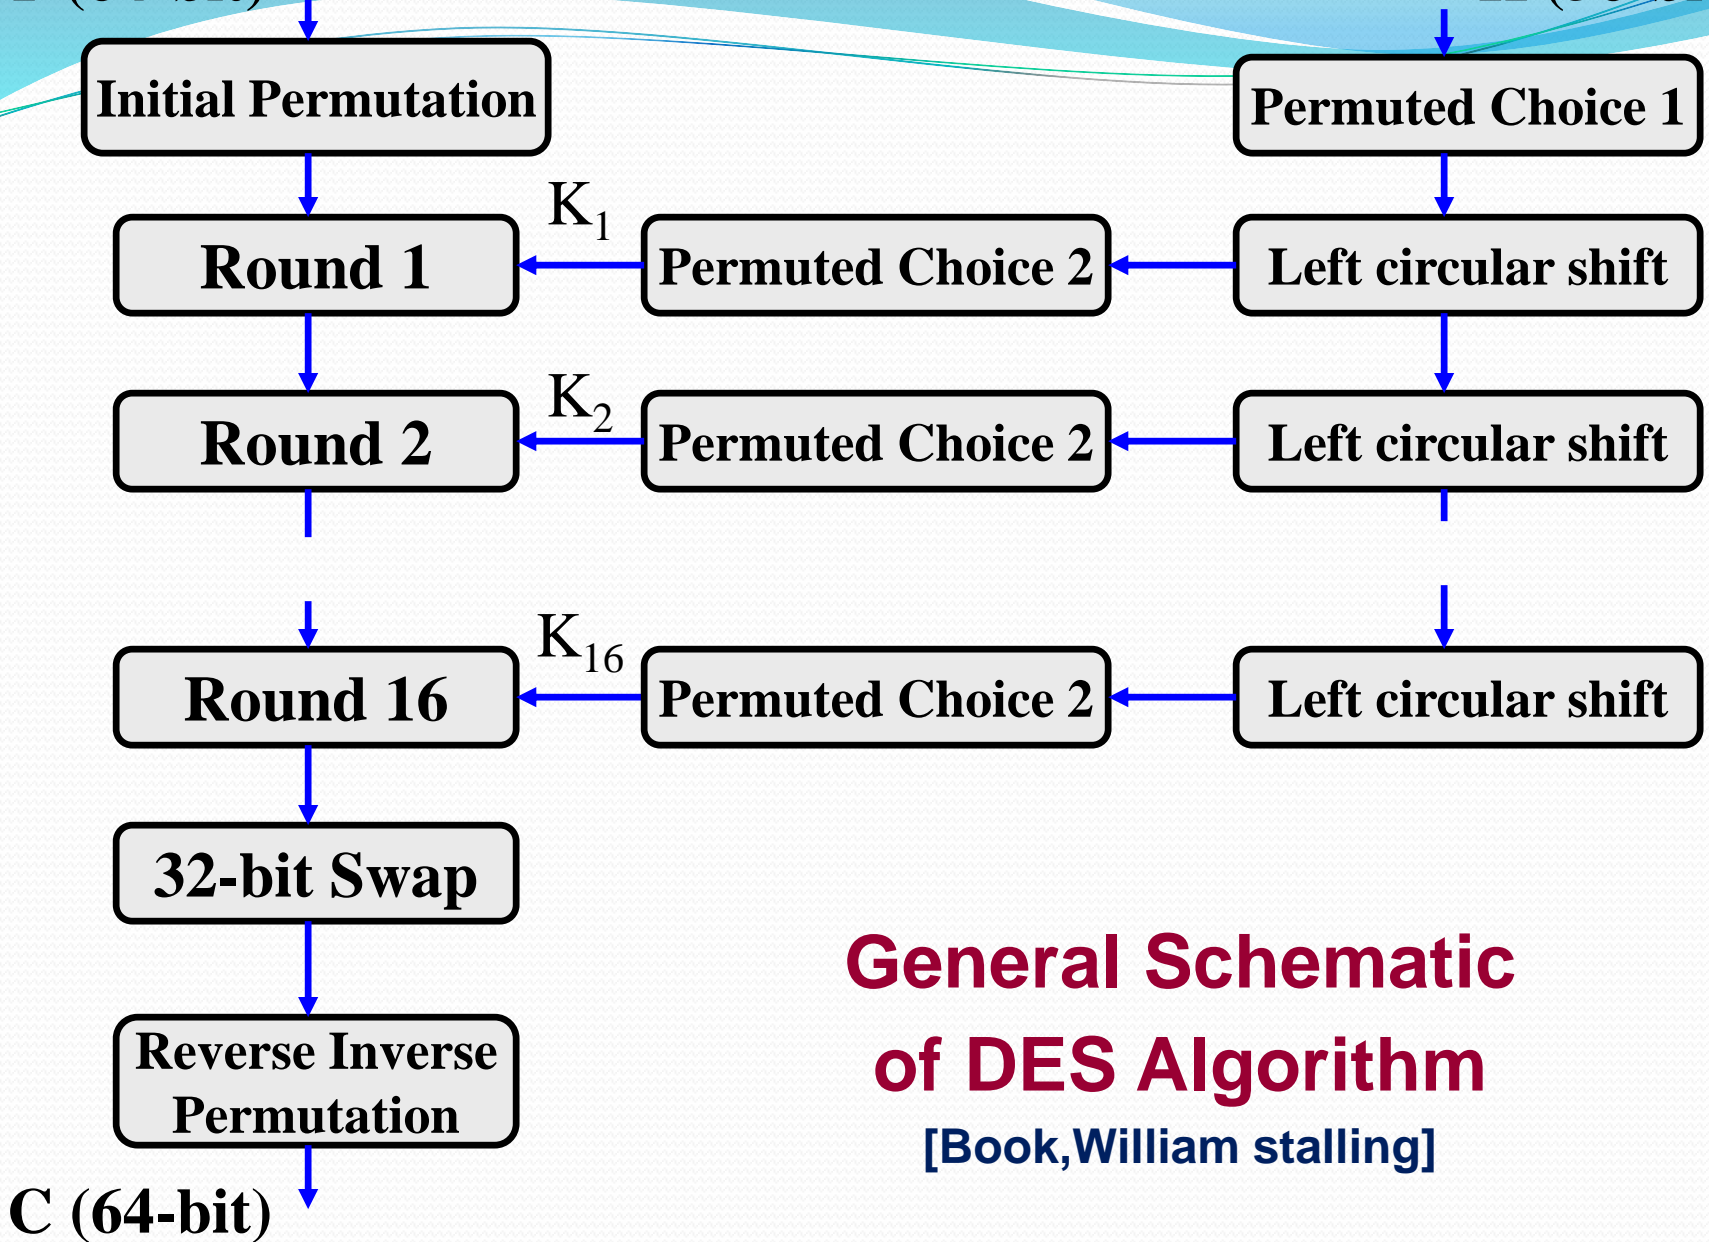 Initial Permutation
Permuted Choice 1
K1
Round 1
Permuted Choice 2
Left circular shift
K2
Round 2
Permuted Choice 2
Left circular shift
K16
Round 16
Permuted Choice 2
Left circular shift
32-bit Swap
Reverse Inverse
Permutation
C (64-bit)
General Schematic
of DES Algorithm
[Book,William stalling]